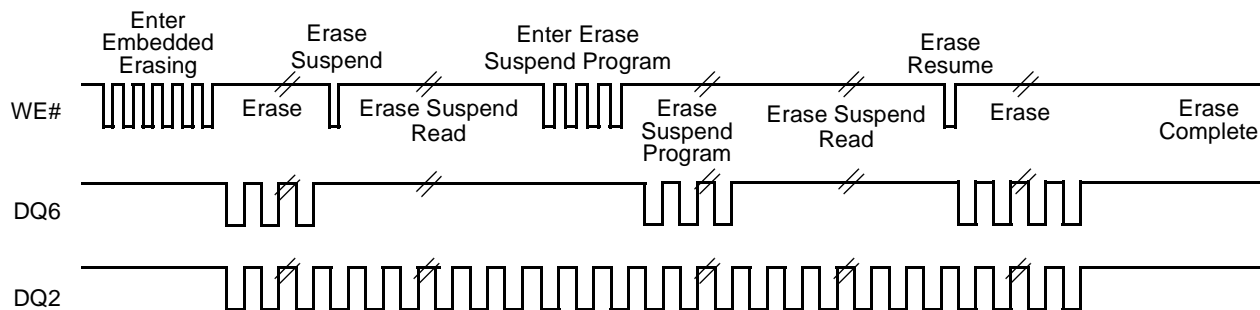 Enter
Embedded
Erasing
Erase
Suspend
Enter Erase
Suspend Program
Erase
Resume
WE#
Erase
Erase Suspend
Read
Erase
Suspend
Program
Erase Suspend
Read
Erase
Erase
Complete
DQ6
DQ2